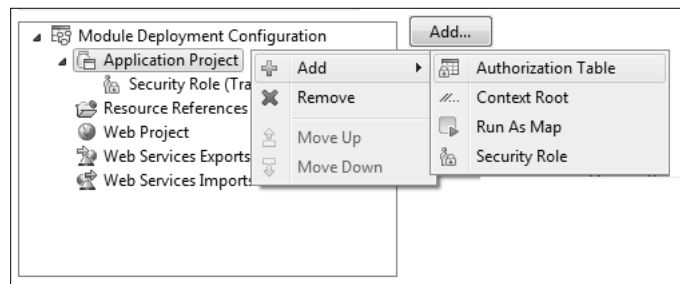 Module Deployment Configuration
Add...
Application Project
Security Role (Tra
Resource References
Web Project
Web Services Exports
Web Services Import
Add
Remove
Move Up
Move Down
Authorization Table
Context Root
Run As Map
Security Role